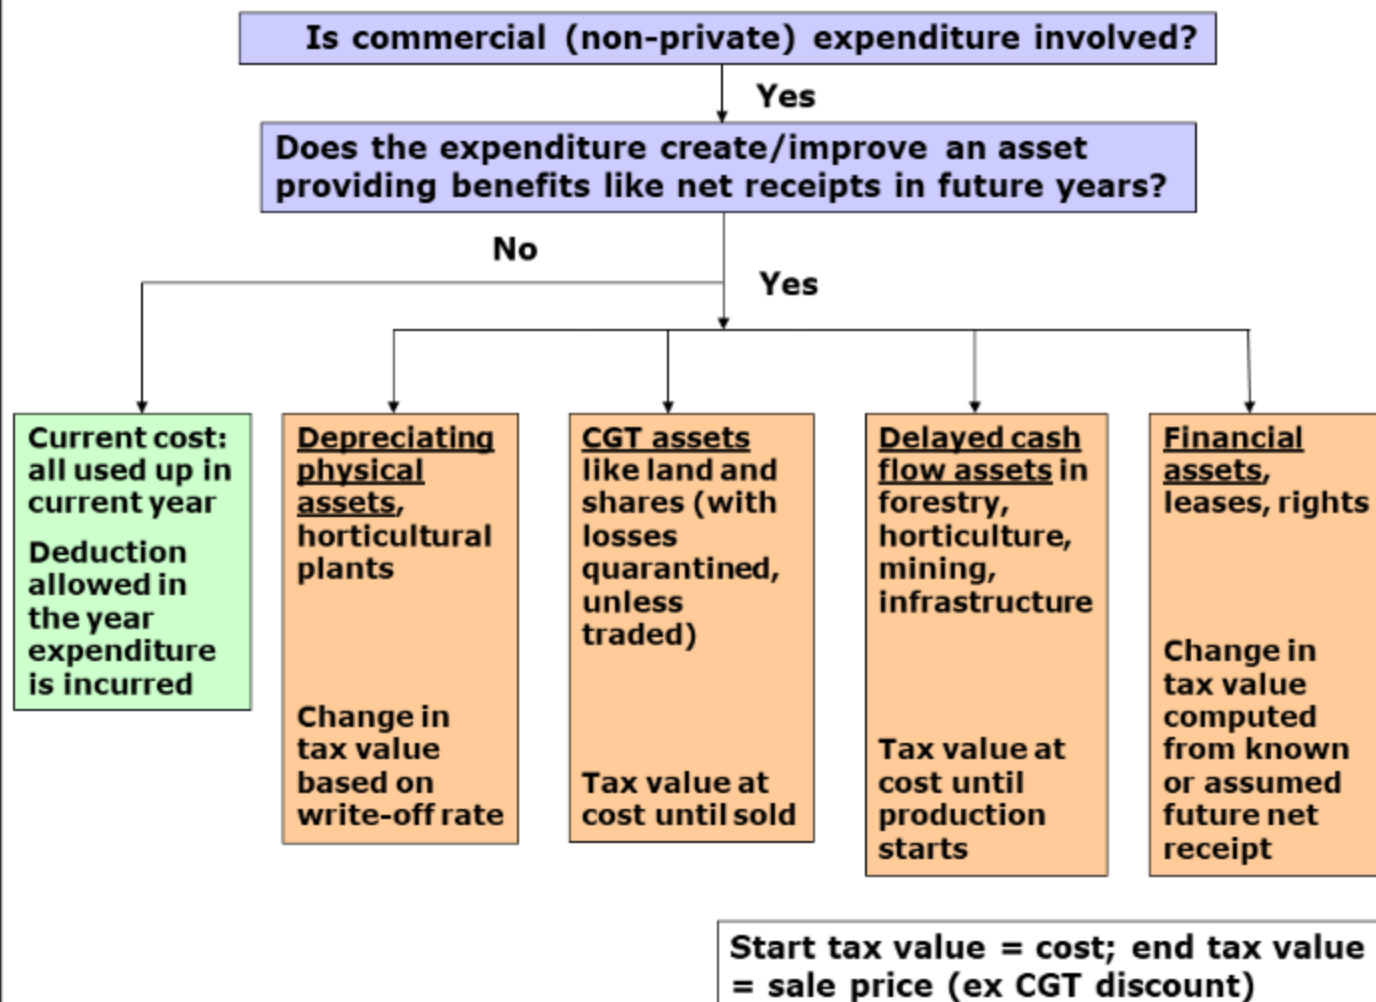 Is commercial (non-private) expenditure involved?
Yes
Does the expenditure create/improve an asset
providing benefits like net receipts in future years?
No
Yes
Current cost:
all used up in
current year
Deduction
allowed in
the year
expenditure
is incurred
Depreciating
physical
assets,
horticultural
plants
Change in
tax value
based on
write-off rate
CGT assets
like land and
shares (with
losses
quarantined,
unless
traded)
Tax value at
cost until sold
Delayed cash
flow assets in
forestry,
horticulture,
mining,
infrastructure
Tax value at
cost until
production
starts
Financial
assets,
leases, rights
Change in
tax value
computed
from known
or assumed
future net
receipt
Start tax value = cost; end tax value
= sale price (ex CGT discount)